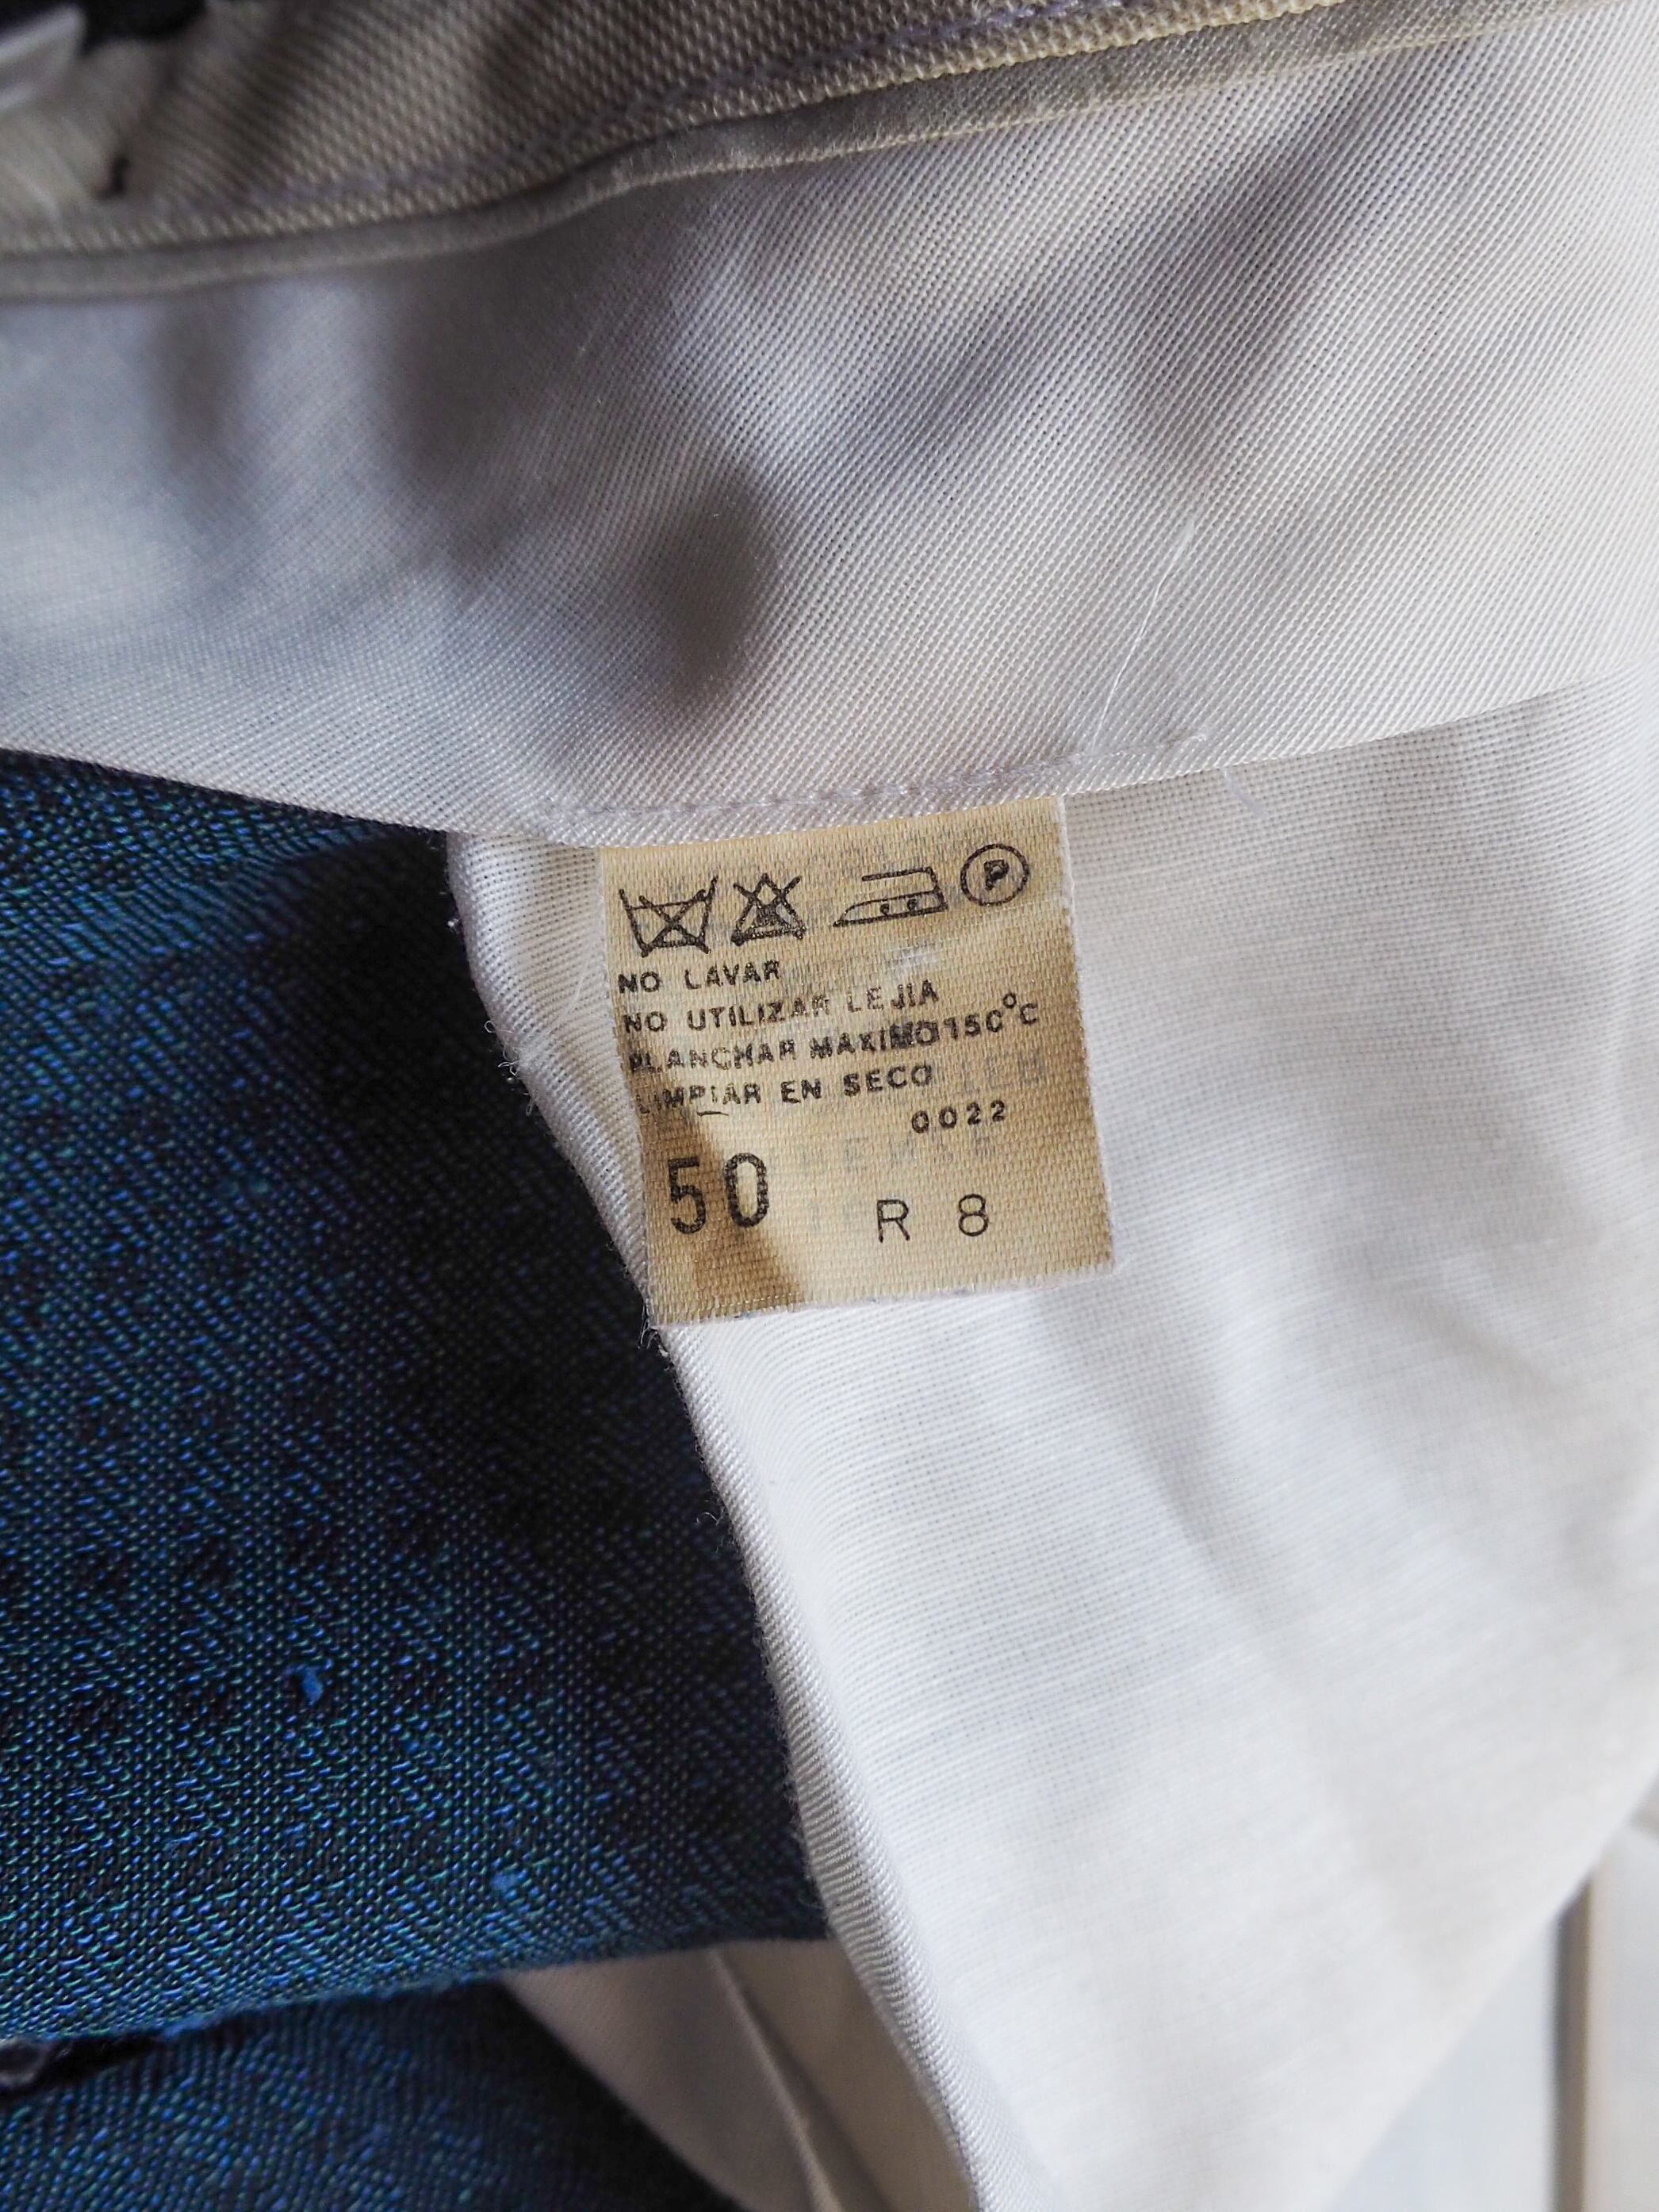 P
NO LAVAR
NO UTILIZAR LEJIA
PLANCHAR MAXIMO 150°C
LIMPIAR EN SECO
0022
50 R 8